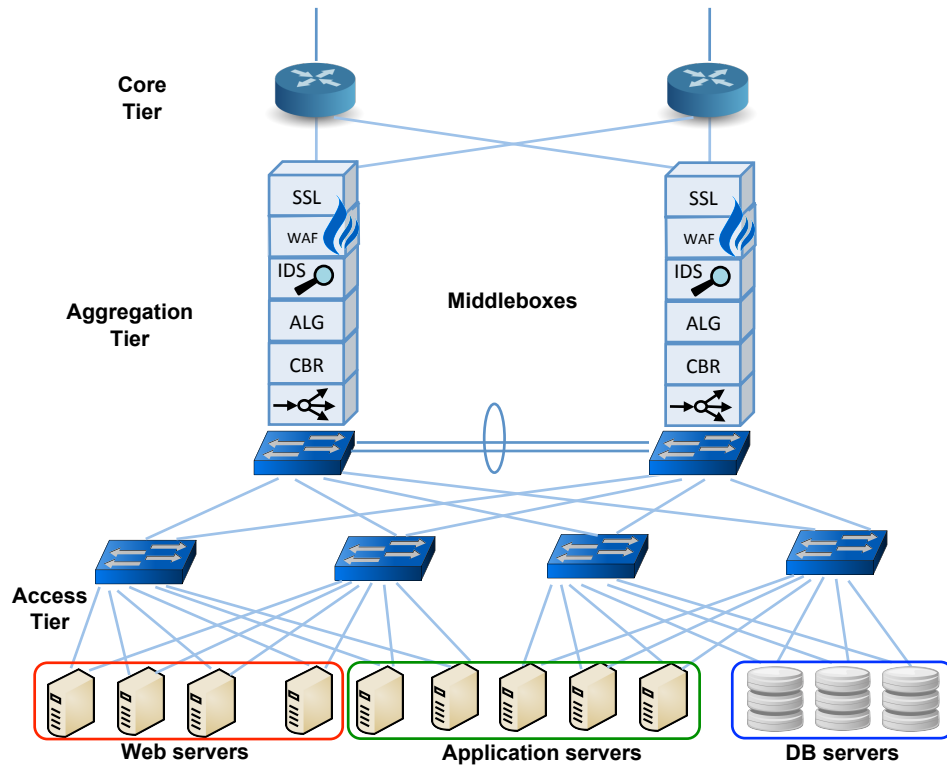 Core
Tier
SSL
WAF
IDS
ALG
CBR
SSL
WAF
IDS
ALG
CBR
Aggregation
Tier
Middleboxes
Access
Tier
Web servers
Application servers
DB servers